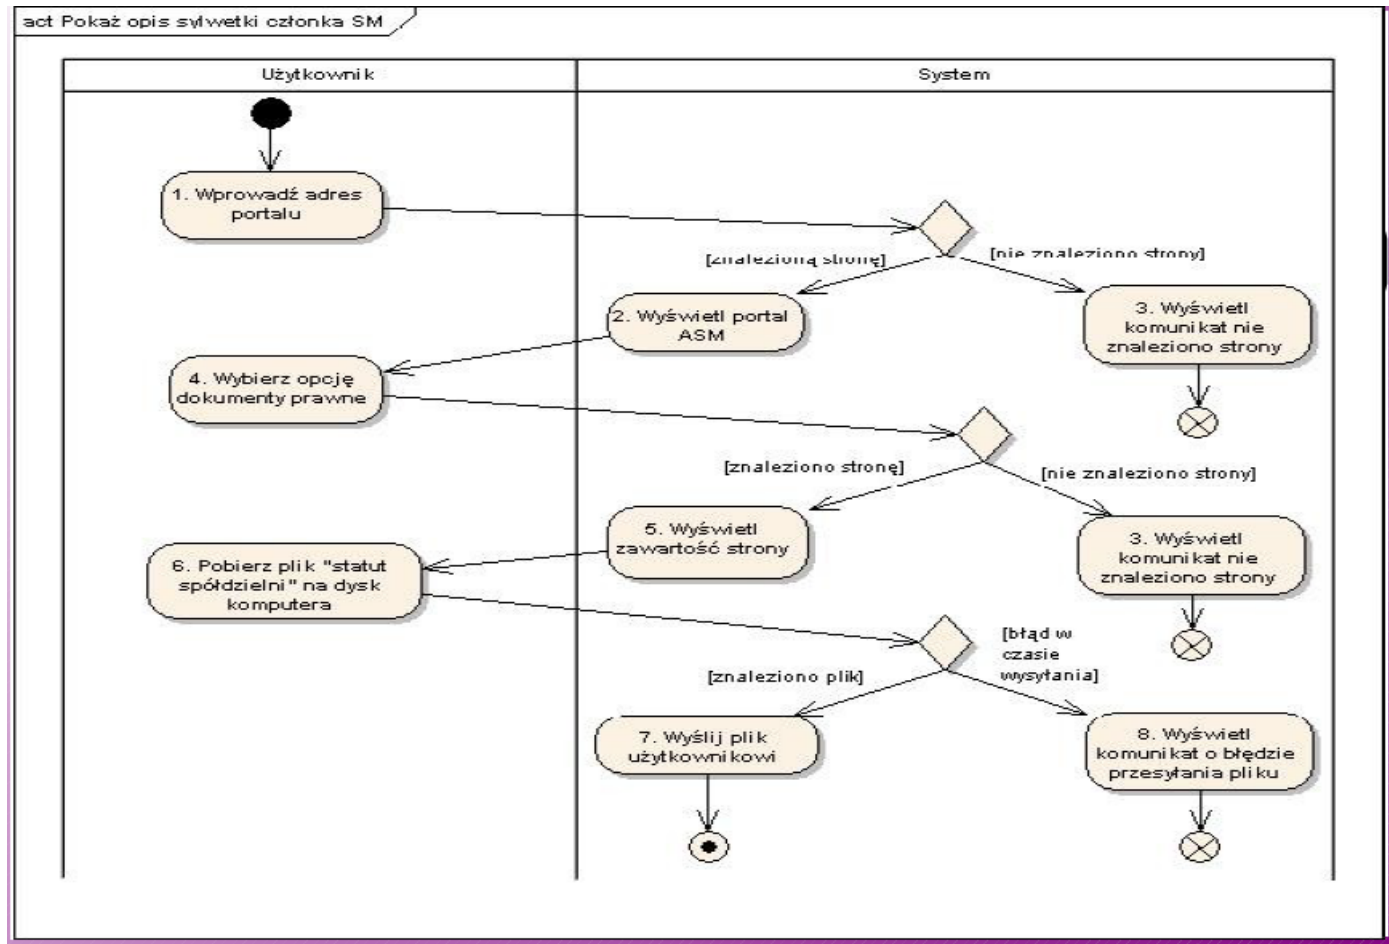 act Pokaż opis sylwetki członka SM
Użytkownik
System
1. Wprowadź adres
portalu
[znalezioną stronę]
[nie znaleziono strony]
2. Wyświetl portal
ASM
3. Wyświetl
komunikat nie
znaleziono strony
4. Wybierz opcję
dokumenty prawne
[znaleziono stronę]
[nie znaleziono strony]
5. Wyświetl
zawartość strony
3. Wyświetl
komunikat nie
znaleziono strony
6. Pobierz plik "statut
spółdzielni" na dysk
komputera
[błąd w
czasie
wysyłania]
[znaleziono plik]
7. Wyślij plik
użytkownikowi
8. Wyświetl
komunikat o błędzie
przesyłania pliku